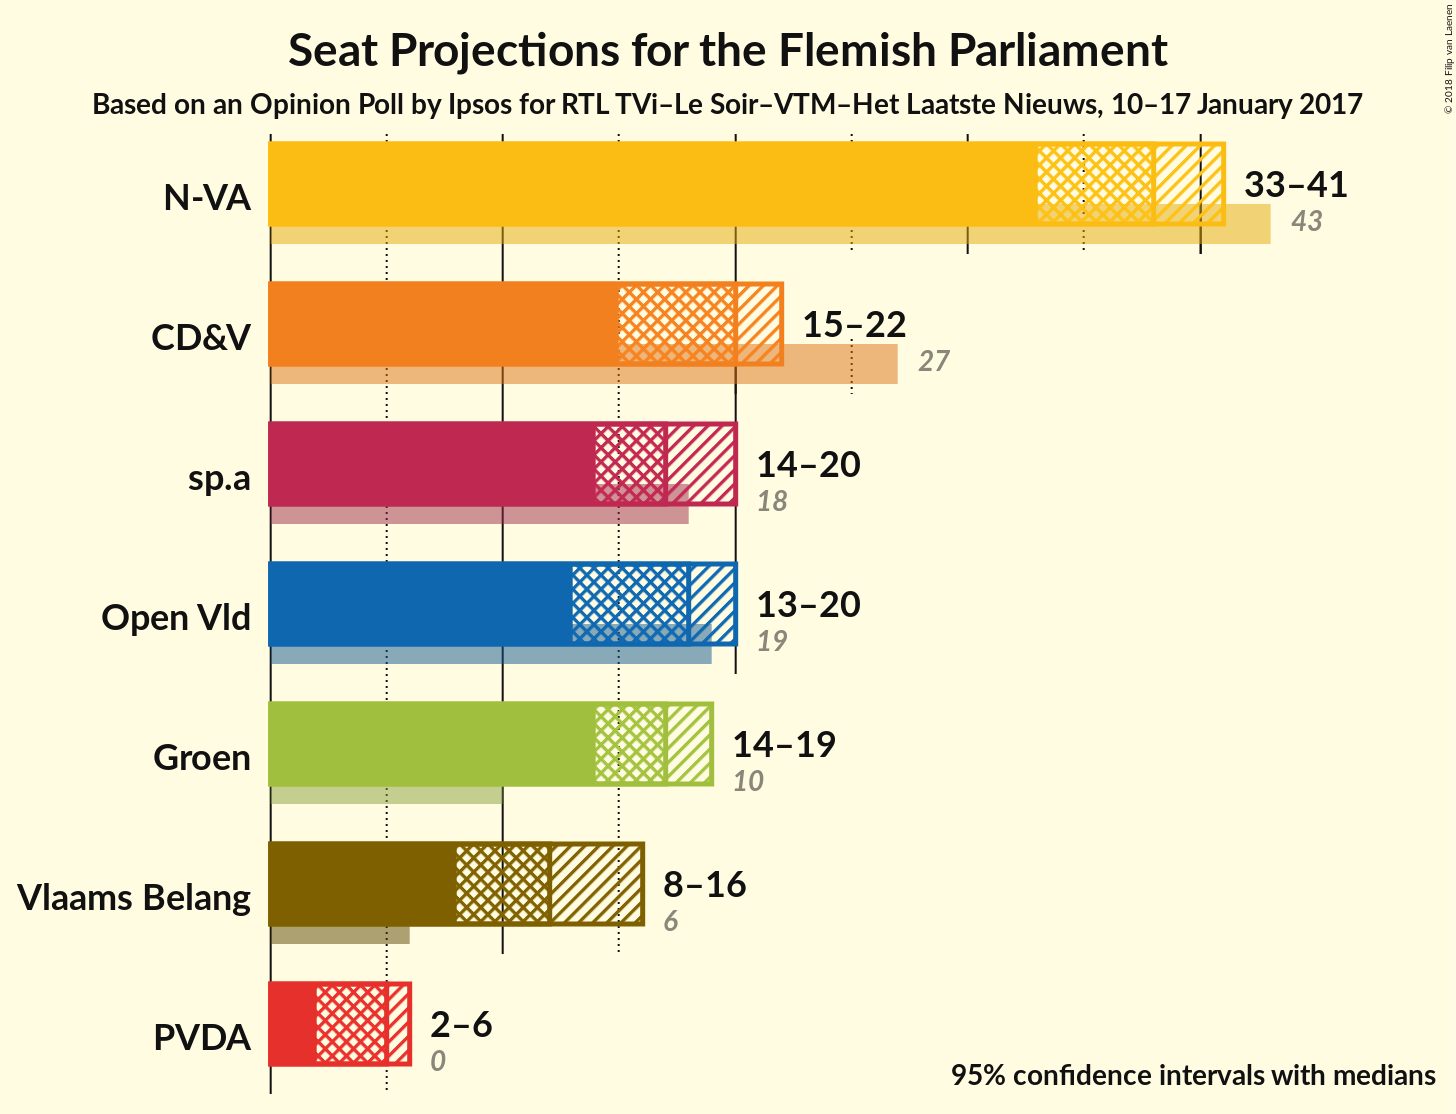 Seat Projections for the Flemish Parliament
Based on an Opinion Poll by Ipsos for RTL TVi–Le Soir–VTM–Het Laatste Nieuws, 10–17 January 2017
© 2018 Filip van Laenen
N-VA
33–41
43
CD&V
15–22
27
sp.a
14–20
18
Open Vld
13–20
19
Groen
14–19
10
Vlaams Belang
8–16
6
PVDA
2–6
0
95% confidence intervals with medians